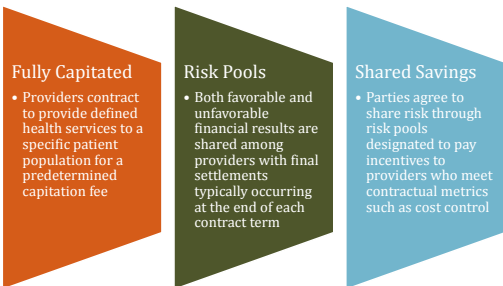 Fully Capitated
• Providers contract
to provide defined
health services to a
specific patient
population for a
predetermined
capitation fee
Risk Pools
• Both favorable and
unfavorable
financial results are
shared among
providers with final
settlements
typically occurring
at the end of each
contract term
Shared Savings
• Parties agree to
share risk through
risk pools
designated to pay
incentives to
providers who meet
contractual metrics
such as cost control